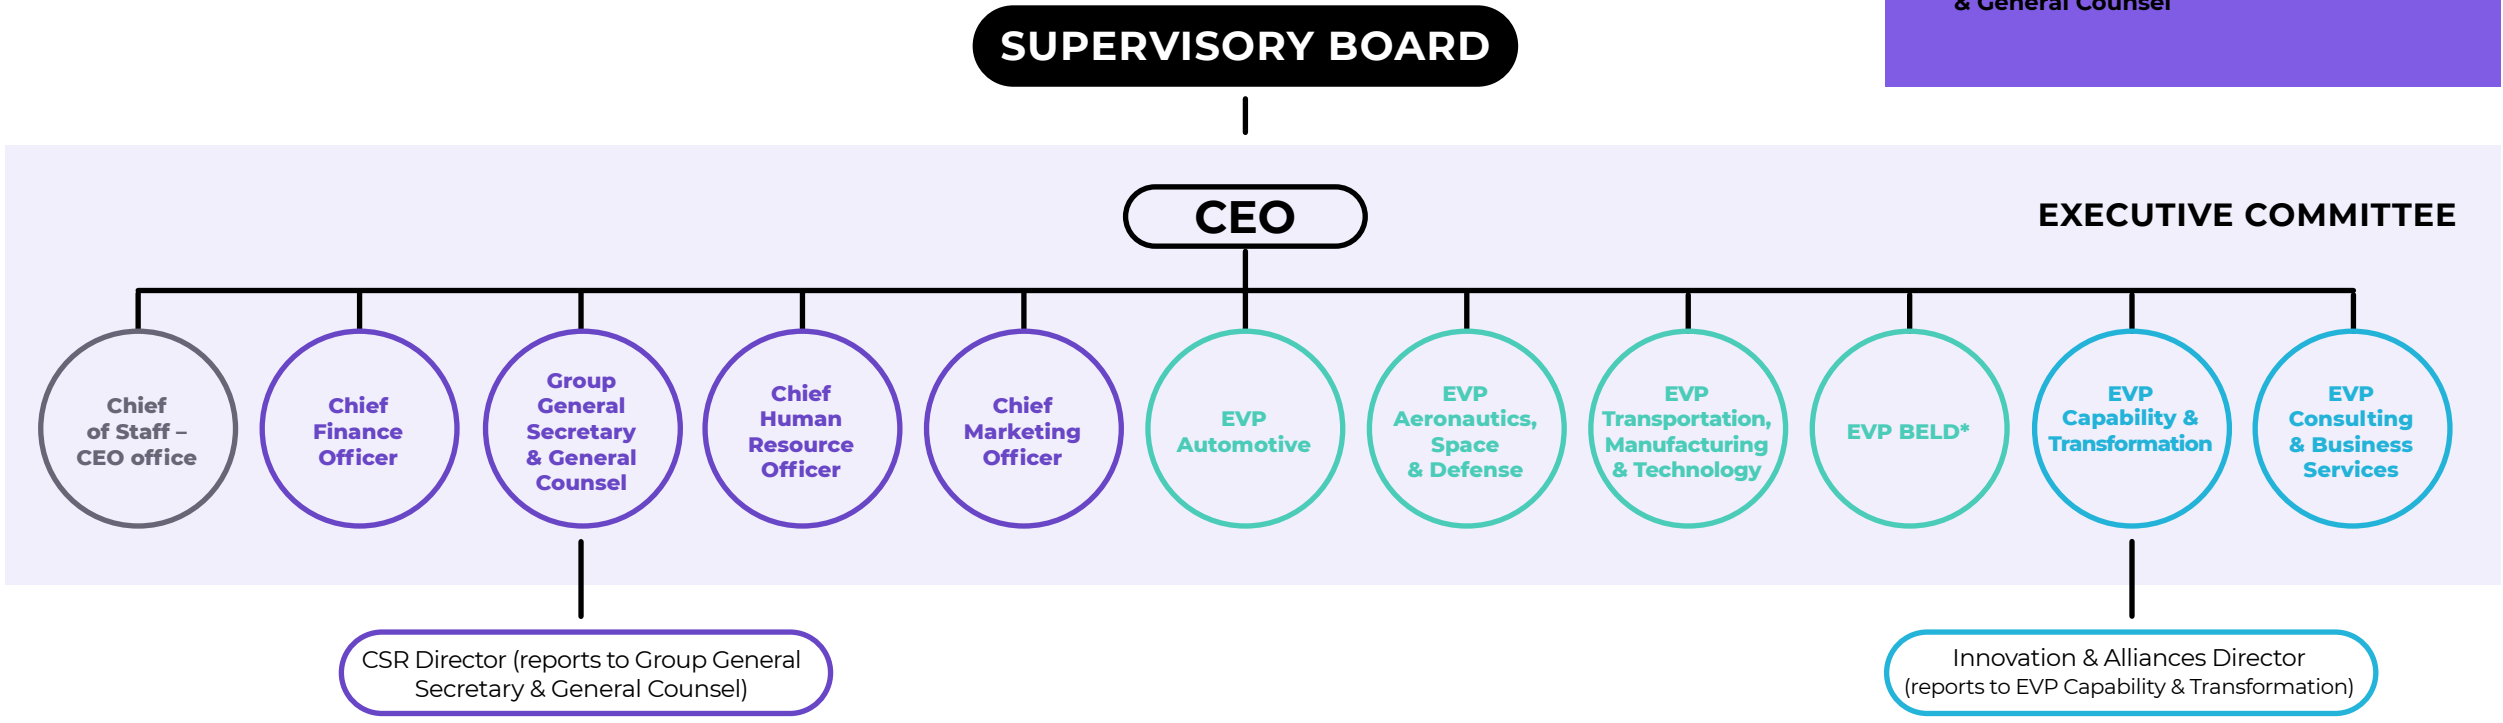 & General Counsel
SUPERVISORY BOARD
CEO
EXECUTIVE COMMITTEE
Chief
of Staff –
CEO office
Chief
Finance
Officer
Group
General
Secretary
& General
Counsel
Chief
Human
Resource
Officer
Chief
Marketing
Officer
EVP
Automotive
EVP
Aeronautics,
Space
& Defense
EVP
Transportation,
Manufacturing
& Technology
EVP BELD*
EVP
Capability &
Transformation
EVP
Consulting
& Business
Services
CSR Director (reports to Group General
Secretary & General Counsel)
Innovation & Alliances Director
(reports to EVP Capability & Transformation)